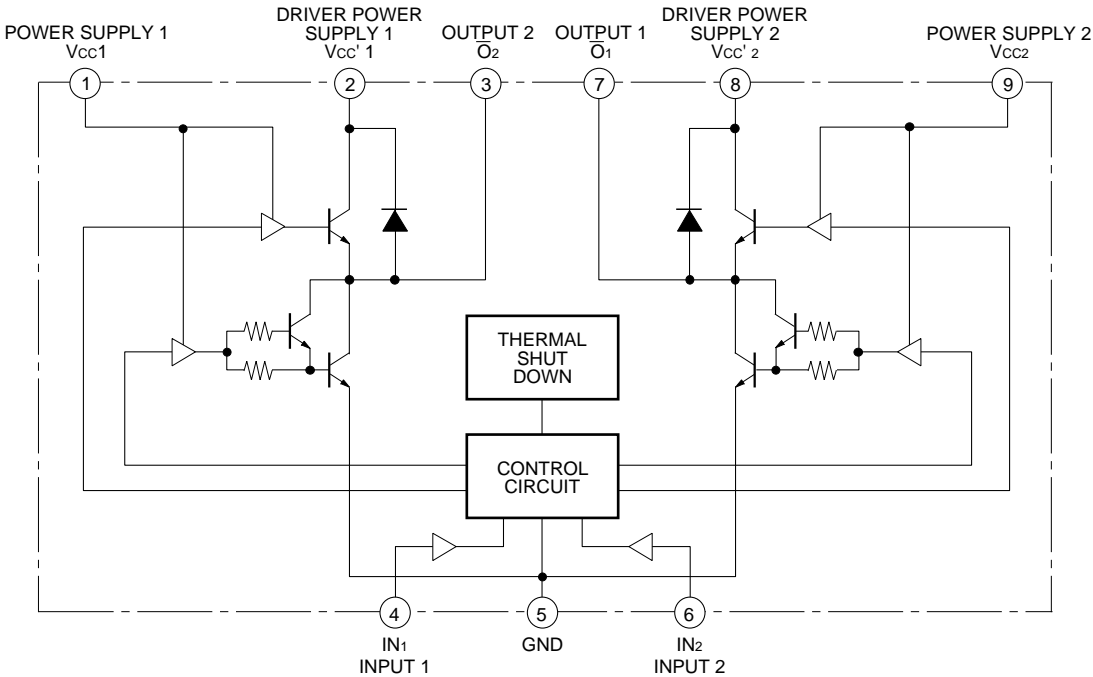 POWER SUPPLY 1
Vcc1
DRIVER POWER
SUPPLY 1
Vcc' 1
OUTPUT 2
O̅2
OUTPUT 1
O̅1
DRIVER POWER
SUPPLY 2
Vcc' 2
POWER SUPPLY 2
Vcc2
1
2
3
7
8
9
THERMAL
SHUT
DOWN
CONTROL
CIRCUIT
4
5
6
IN1
INPUT 1
GND
IN2
INPUT 2